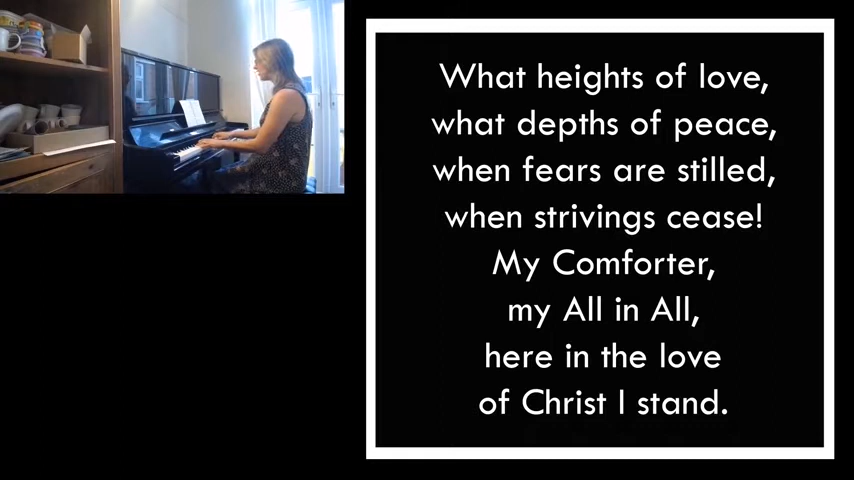 What heights of love,
what depths of peace,
when fears are stilled,
when strivings cease!
My Comforter,
my All in All,
here in the love
of Christ I stand.